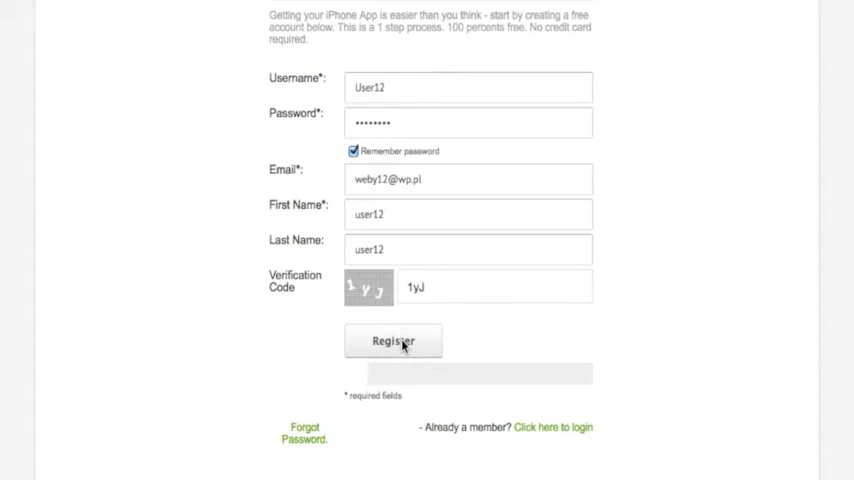 Getting your iPhone App is easier than you think - start by creating a free
account below. This is a 1 step process. 100 percents free. No credit card
required.
Username*:
User12
Password*:
••••••••
Remember password
Email*:
weby12@wp.pl
First Name*:
user12
Last Name:
user12
Verification
Code
1yJ
1yJ
Register
* required fields
Forgot
Password.
- Already a member? Click here to login